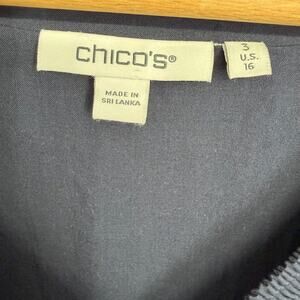 chico's®
3
U.S.
16
MADE IN
SRI LANKA